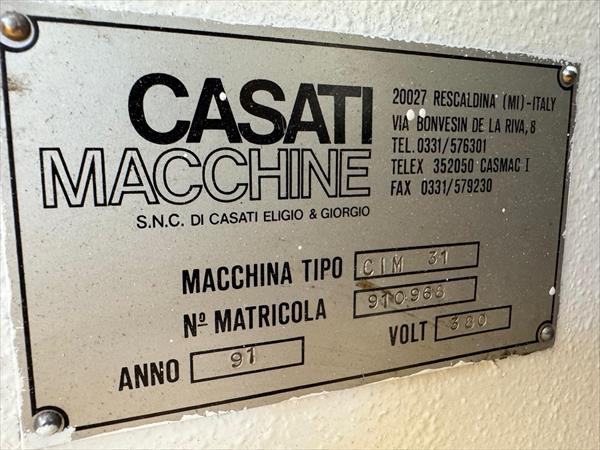 CASATI
MACCHINE
S.N.C. DI CASATI ELIGIO & GIORGIO
20027 RESCALDINA (MI)-ITALY
VIA BONVESIN DE LA RIVA, 8
TEL. 0331/576301
TELEX 352050 CASMAC I
FAX 0331/579230
MACCHINA TIPO CIM 31
Nº MATRICOLA 910968
ANNO 91 VOLT 380